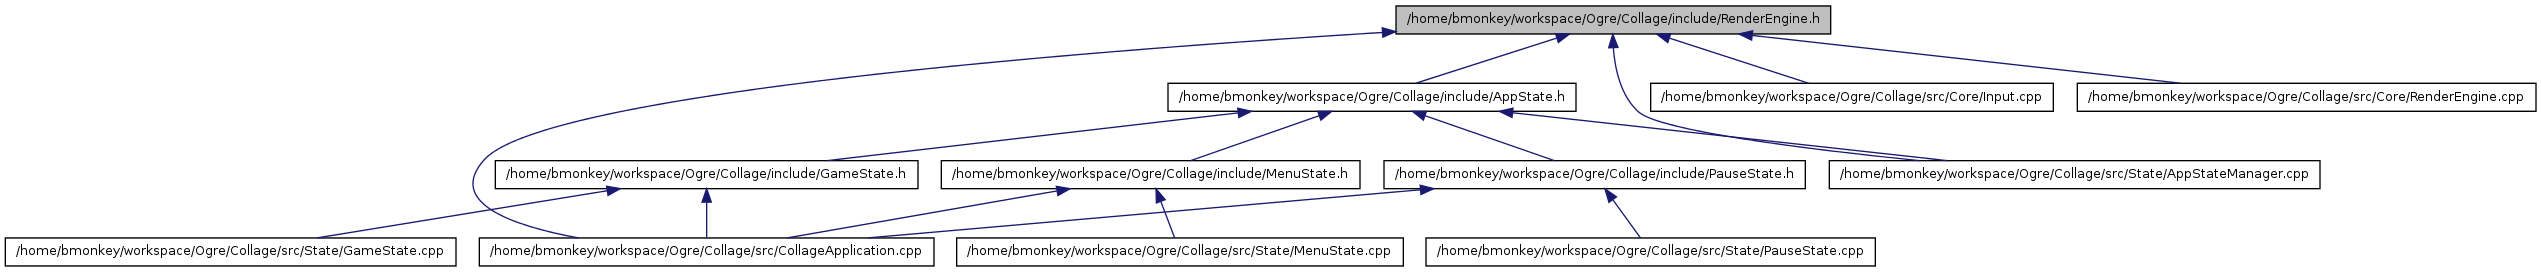 /home/bmonkey/workspace/Ogre/Collage/include/RenderEngine.h
/home/bmonkey/workspace/Ogre/Collage/include/AppState.h
/home/bmonkey/workspace/Ogre/Collage/src/Core/Input.cpp
/home/bmonkey/workspace/Ogre/Collage/src/Core/RenderEngine.cpp
/home/bmonkey/workspace/Ogre/Collage/include/GameState.h
/home/bmonkey/workspace/Ogre/Collage/include/MenuState.h
/home/bmonkey/workspace/Ogre/Collage/include/PauseState.h
/home/bmonkey/workspace/Ogre/Collage/src/State/AppStateManager.cpp
/home/bmonkey/workspace/Ogre/Collage/src/State/GameState.cpp
/home/bmonkey/workspace/Ogre/Collage/src/CollageApplication.cpp
/home/bmonkey/workspace/Ogre/Collage/src/State/MenuState.cpp
/home/bmonkey/workspace/Ogre/Collage/src/State/PauseState.cpp